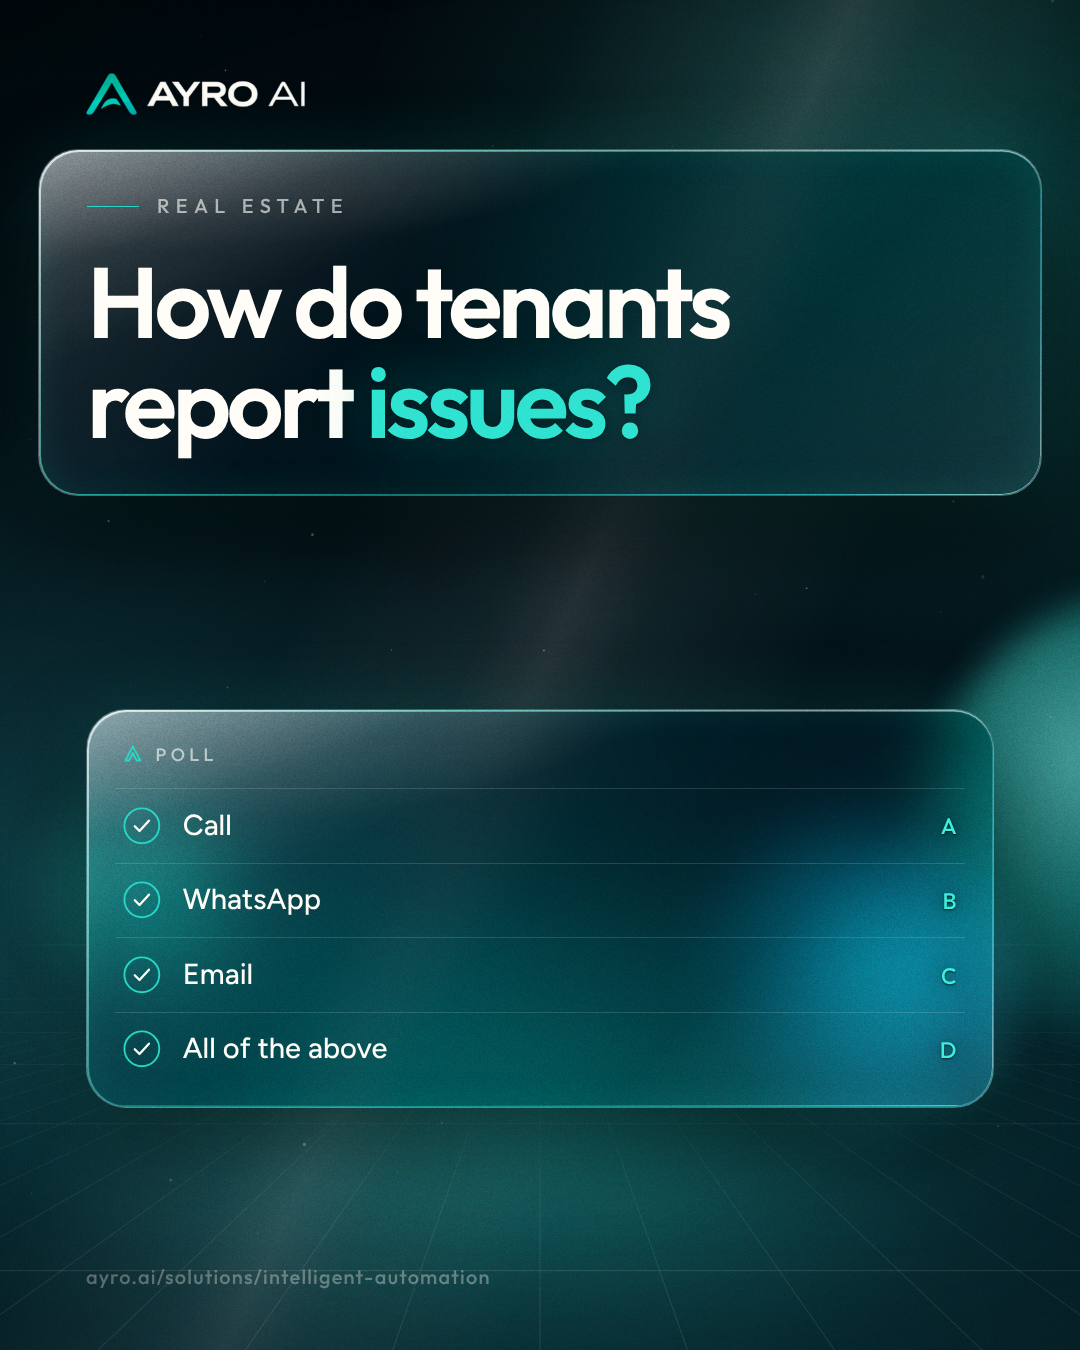 AYRO AI
REAL ESTATE
How do tenants
report issues?
POLL
Call A
WhatsApp B
Email C
All of the above D
ayro.ai/solutions/intelligent-automation